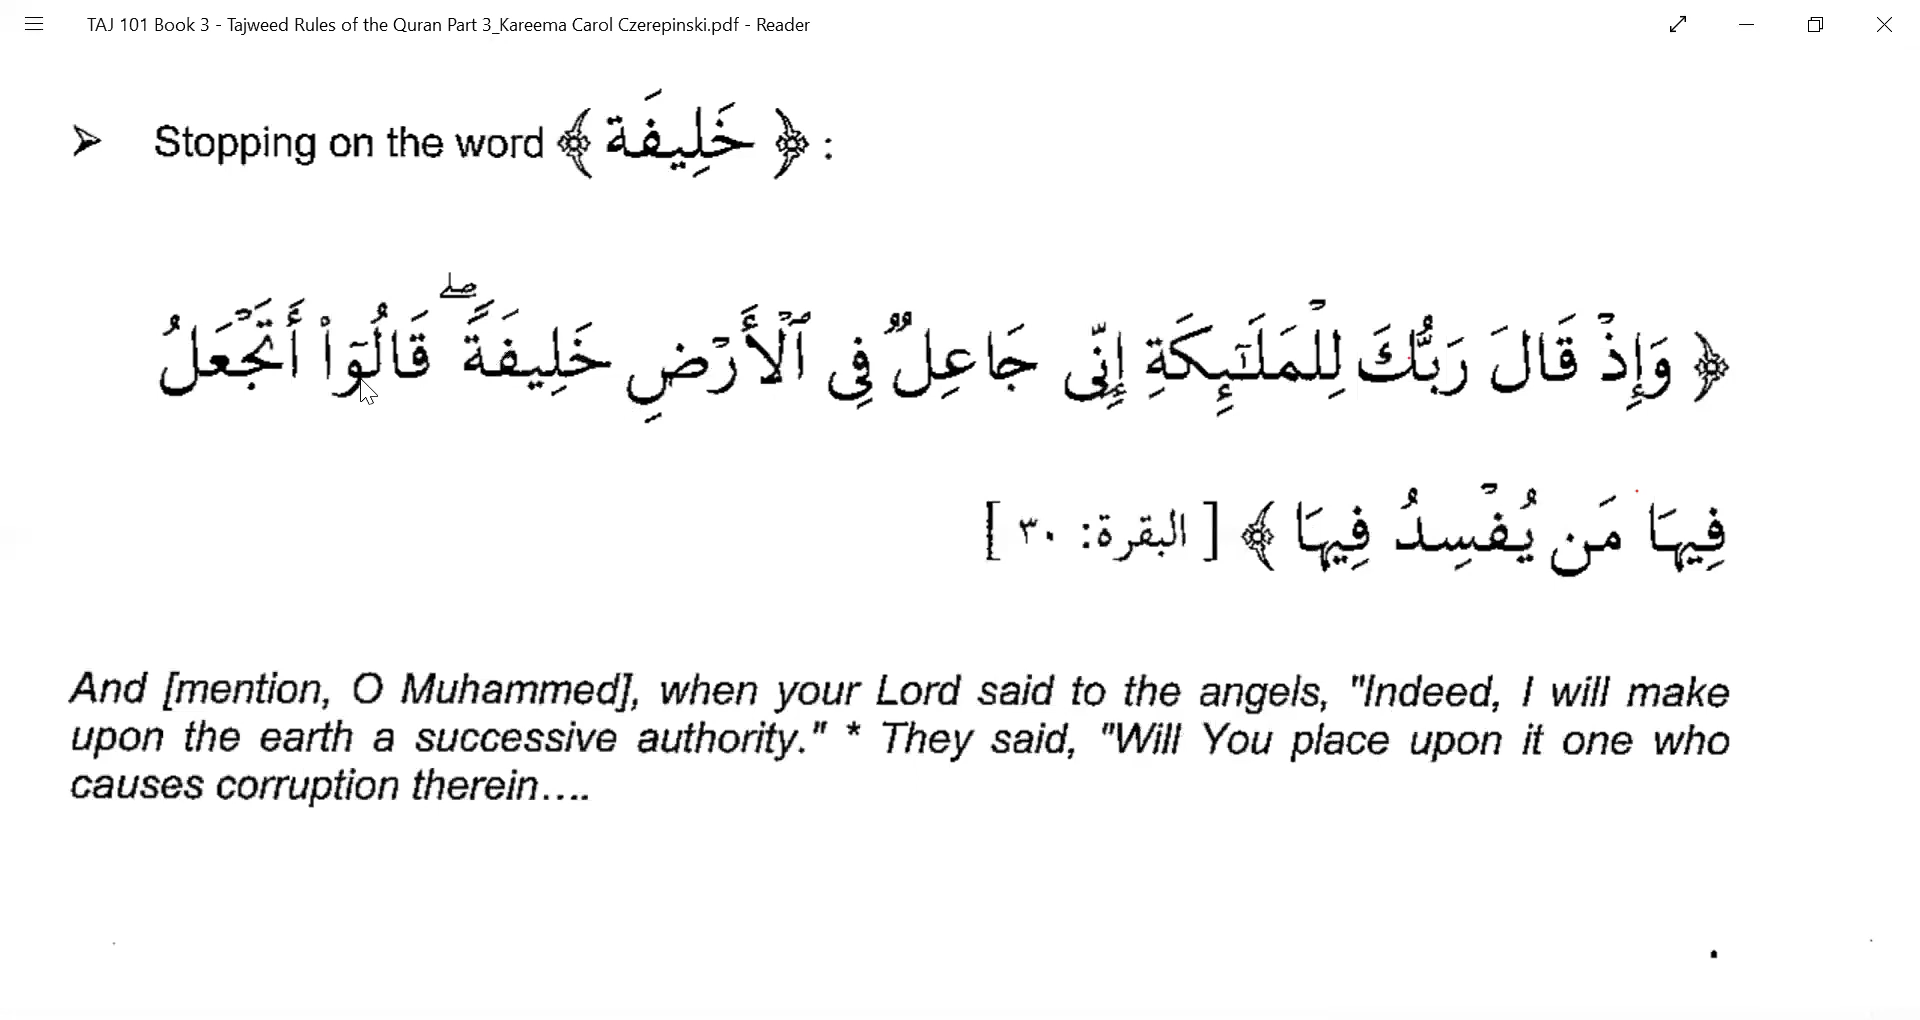 TAJ 101 Book 3 - Tajweed Rules of the Quran Part 3_Kareema Carol Czerepinski.pdf - Reader
➢ Stopping on the word ﴿ خَلِيفَة ﴾ :
﴿ وَإِذْ قَالَ رَبُّكَ لِلْمَلَـٰٓئِكَةِ إِنِّى جَاعِلٌ فِى ٱلْأَرْضِ خَلِيفَةً ۖ قَالُوٓا۟ أَتَجْعَلُ
فِيهَا مَن يُفْسِدُ فِيهَا ﴾ [ البقرة: ٣٠ ]
And [mention, O Muhammed], when your Lord said to the angels, "Indeed, I will make
upon the earth a successive authority." * They said, "Will You place upon it one who
causes corruption therein....